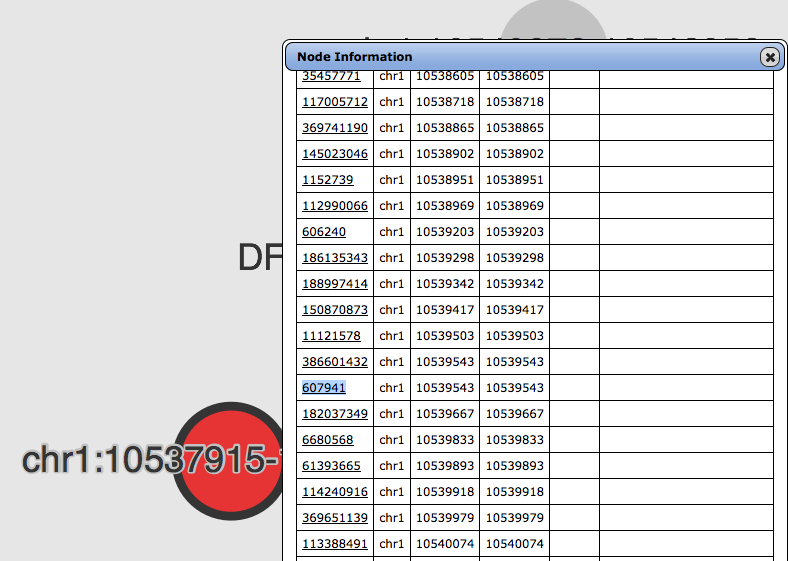 Node Information
35457771 chr1 10538605 10538605
117005712 chr1 10538718 10538718
369741190 chr1 10538865 10538865
145023046 chr1 10538902 10538902
1152739 chr1 10538951 10538951
112990066 chr1 10538969 10538969
606240 chr1 10539203 10539203
186135343 chr1 10539298 10539298
188997414 chr1 10539342 10539342
150870873 chr1 10539417 10539417
11121578 chr1 10539503 10539503
386601432 chr1 10539543 10539543
607941 chr1 10539543 10539543
182037349 chr1 10539667 10539667
6680568 chr1 10539833 10539833
61393665 chr1 10539893 10539893
114240916 chr1 10539918 10539918
369651139 chr1 10539979 10539979
113388491 chr1 10540074 10540074
DF
chr1:10537915-